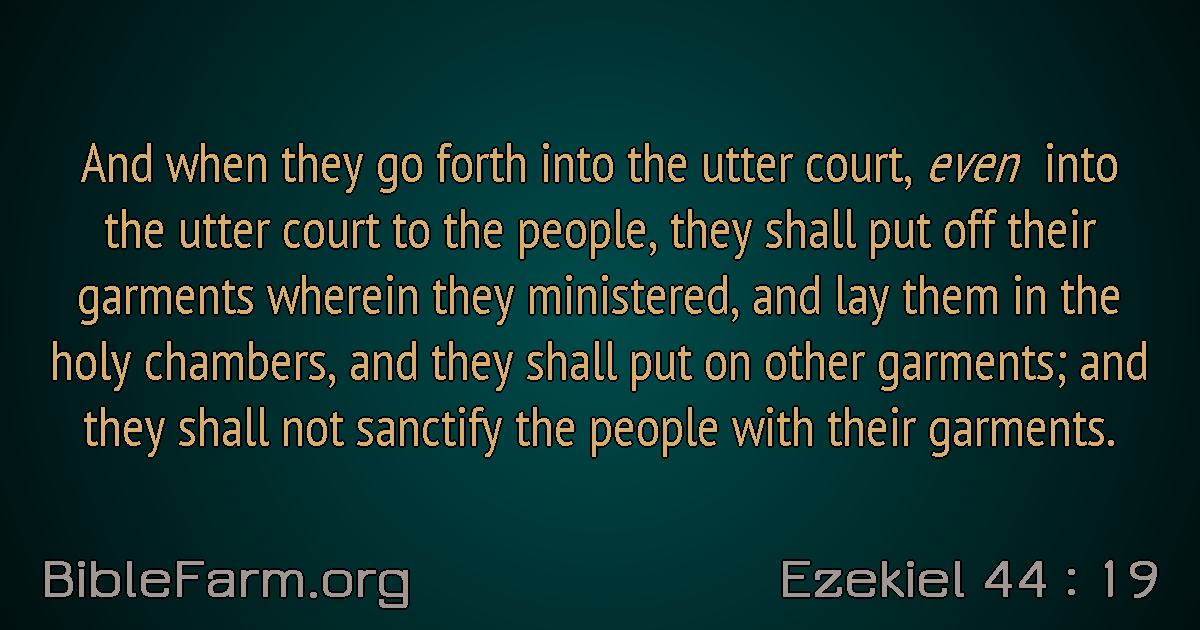 And when they go forth into the utter court, even into
the utter court to the people, they shall put off their
garments wherein they ministered, and lay them in the
holy chambers, and they shall put on other garments; and
they shall not sanctify the people with their garments.
BibleFarm.org
Ezekiel 44 : 19